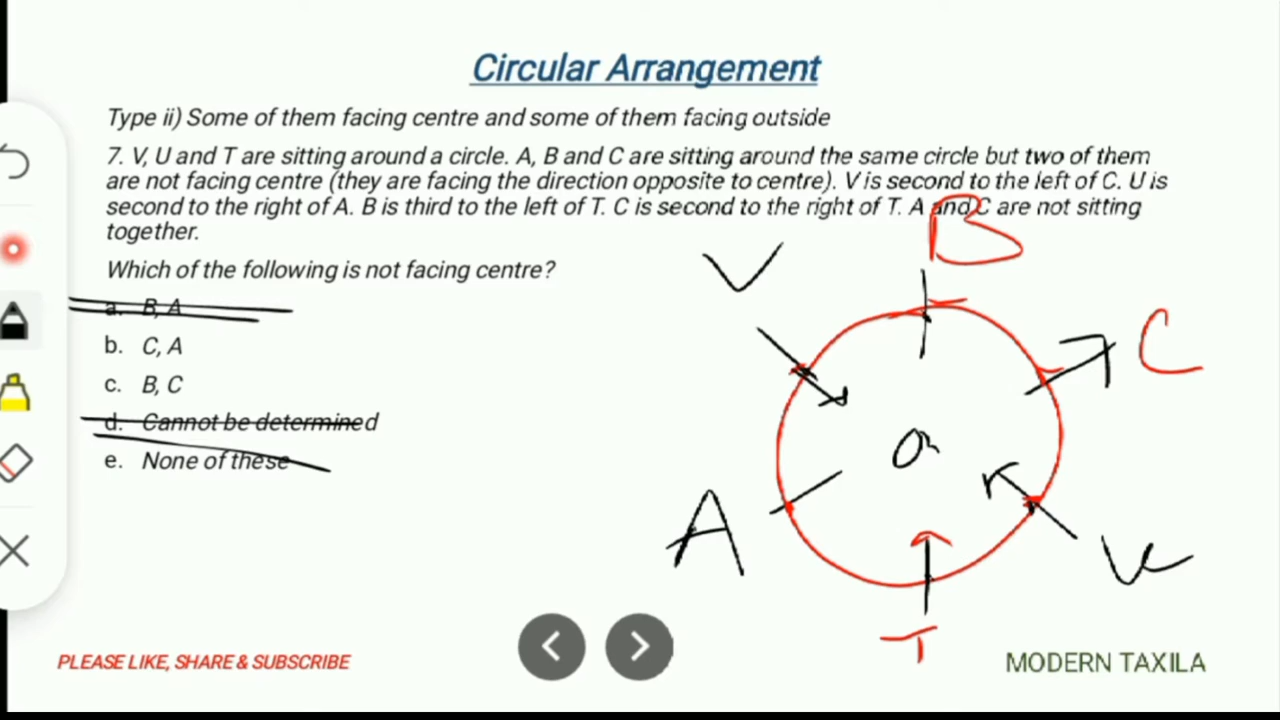 Circular Arrangement
Type ii) Some of them facing centre and some of them facing outside
7. V, U and T are sitting around a circle. A, B and C are sitting around the same circle but two of them
are not facing centre (they are facing the direction opposite to centre). V is second to the left of C. U is
second to the right of A. B is third to the left of T. C is second to the right of T. A and C are not sitting
together.
Which of the following is not facing centre?
a. B, A
b. C, A
c. B, C
d. Cannot be determined
e. None of these
B
V
C
A
U
T
PLEASE LIKE, SHARE & SUBSCRIBE
MODERN TAXILA